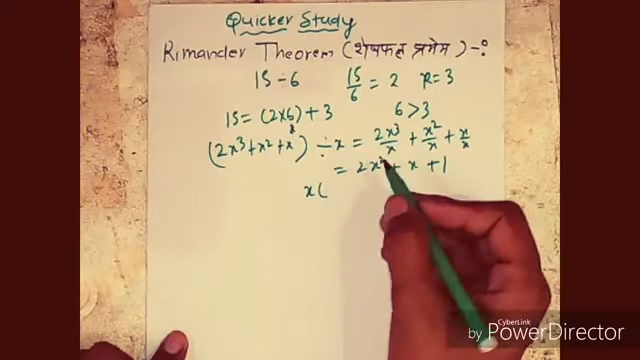 Quicker Study
Rimander Theorem (शेषफल प्रमेय) -:
15 ÷ 6 15/6 = 2 R = 3
15 = (2×6) + 3 6 > 3
(2x³+x²+x) ÷ x = 2x³/x + x²/x + x/x
= 2x² + x + 1
x(
CyberLink
by PowerDirector